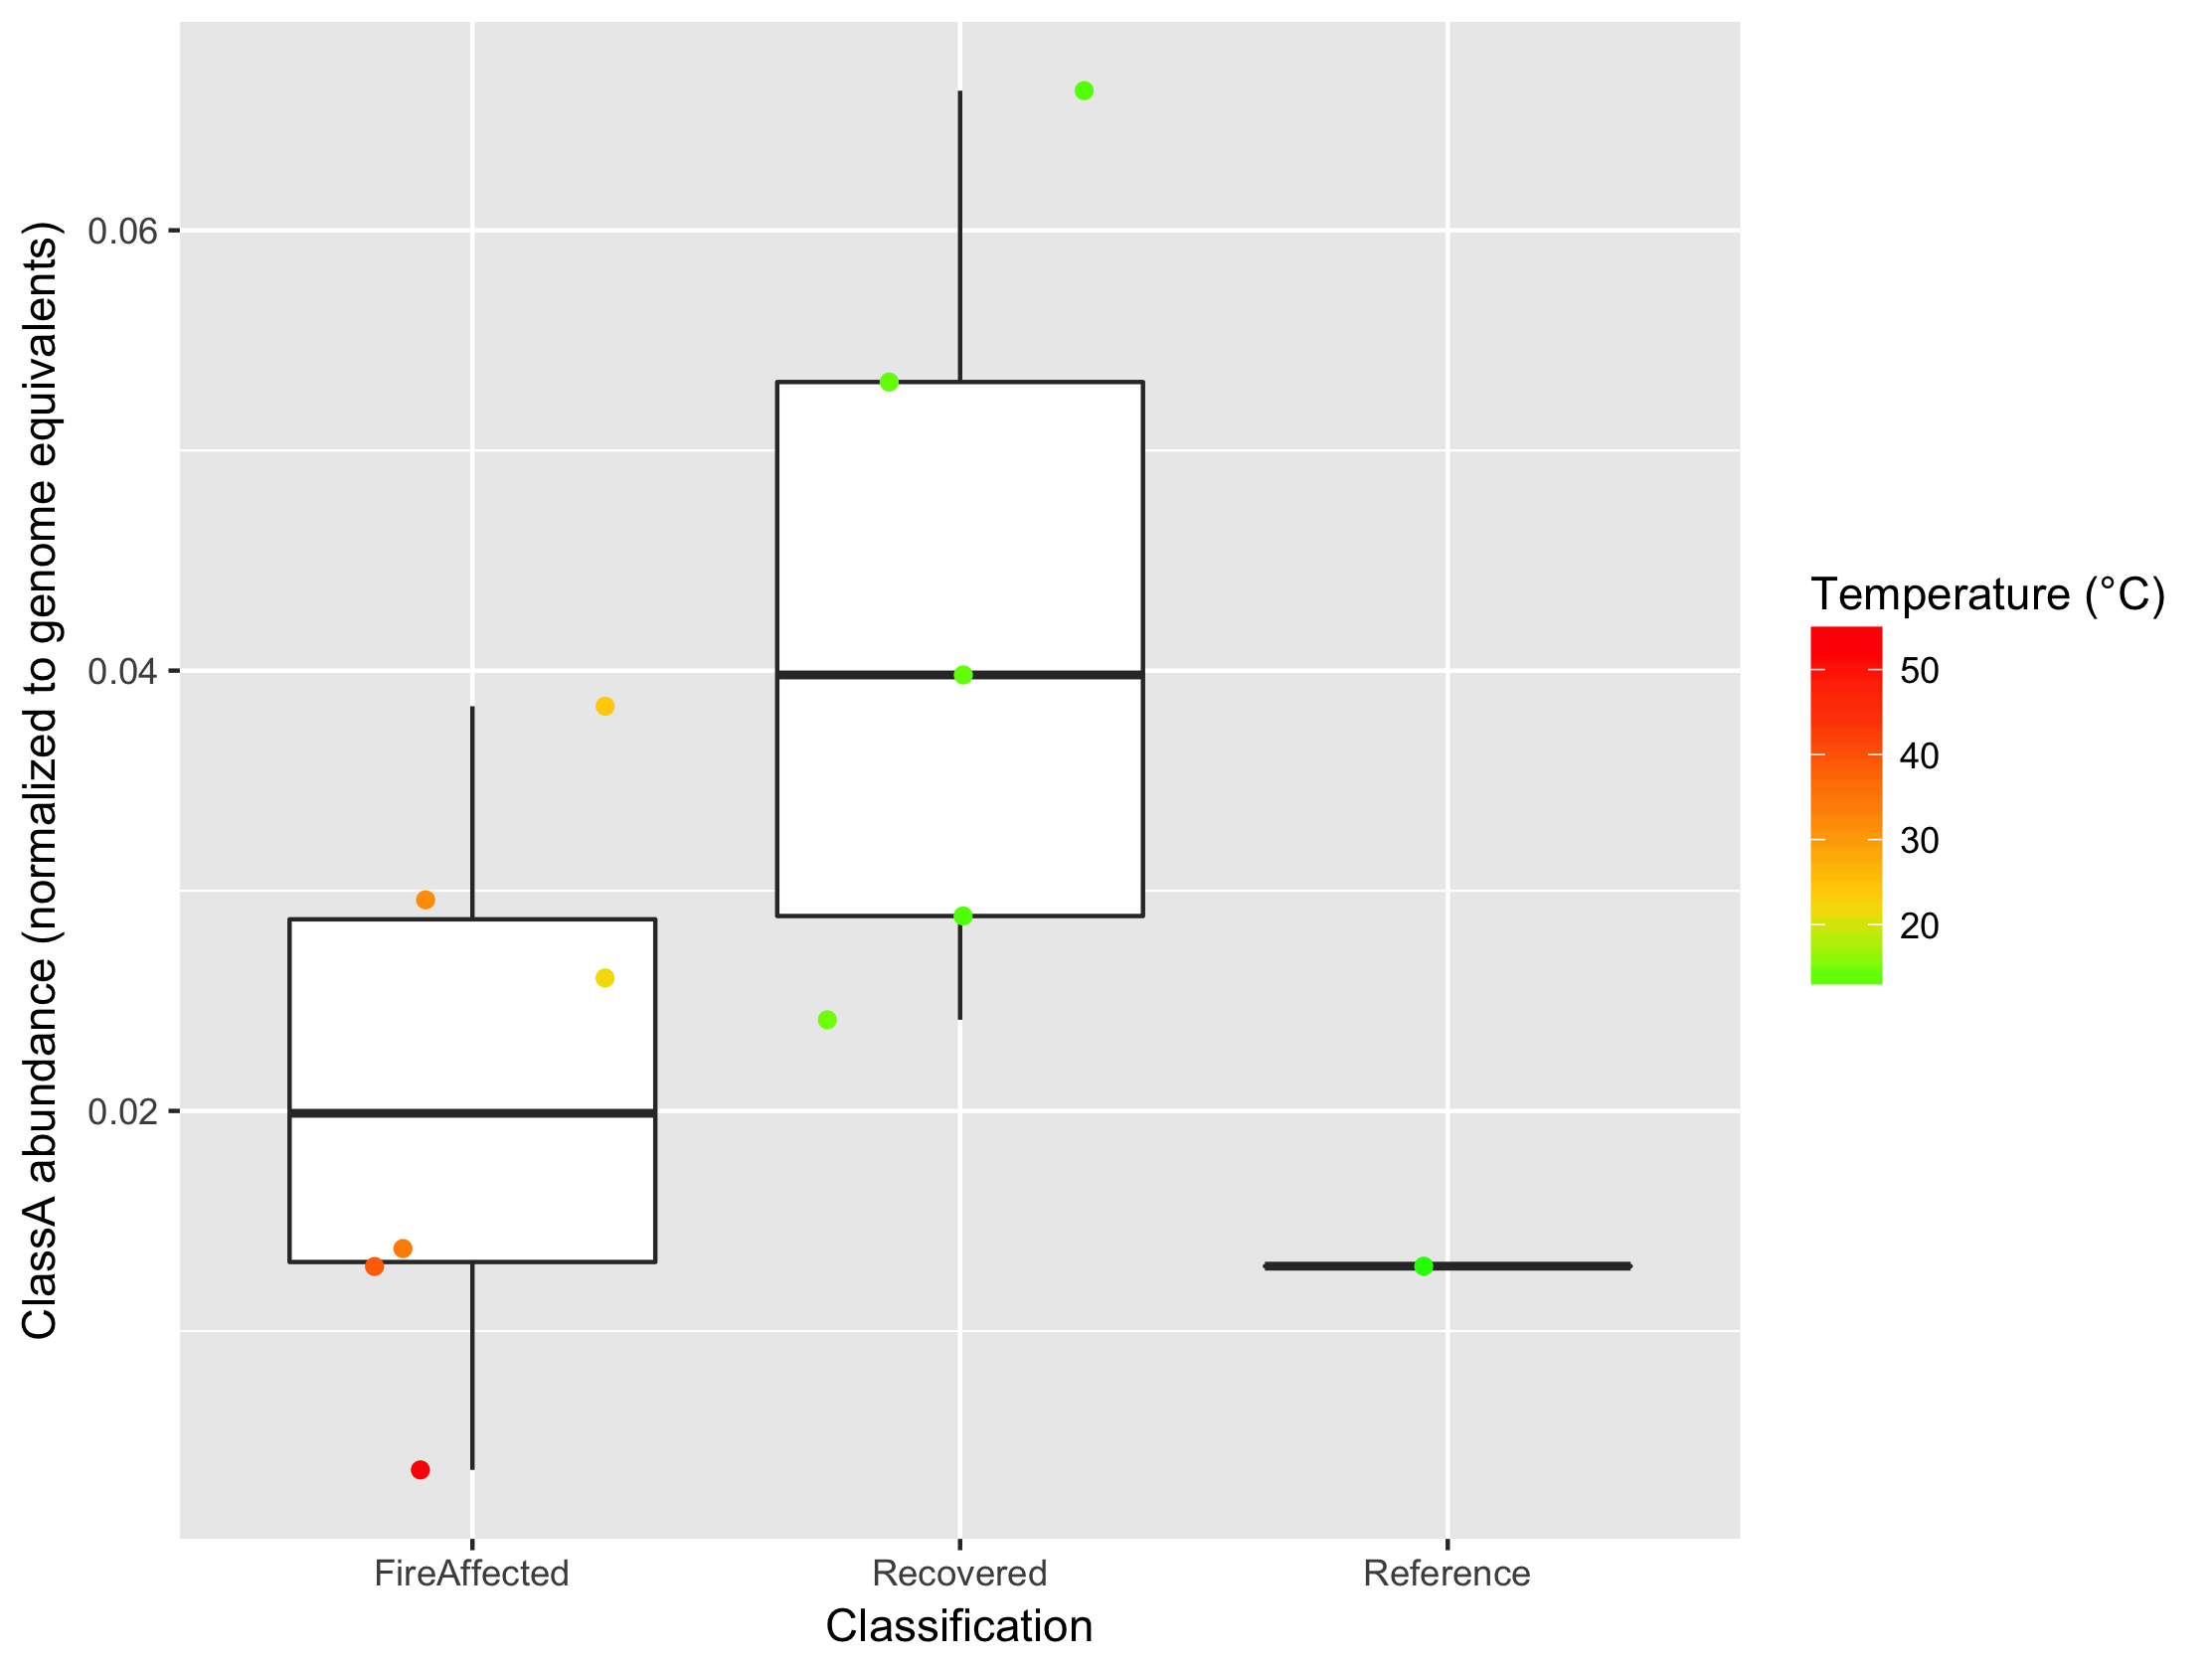 ClassA abundance (normalized to genome equivalents)
0.06
0.04
0.02
FireAffected
Recovered
Reference
Classification
Temperature (°C)
50
40
30
20